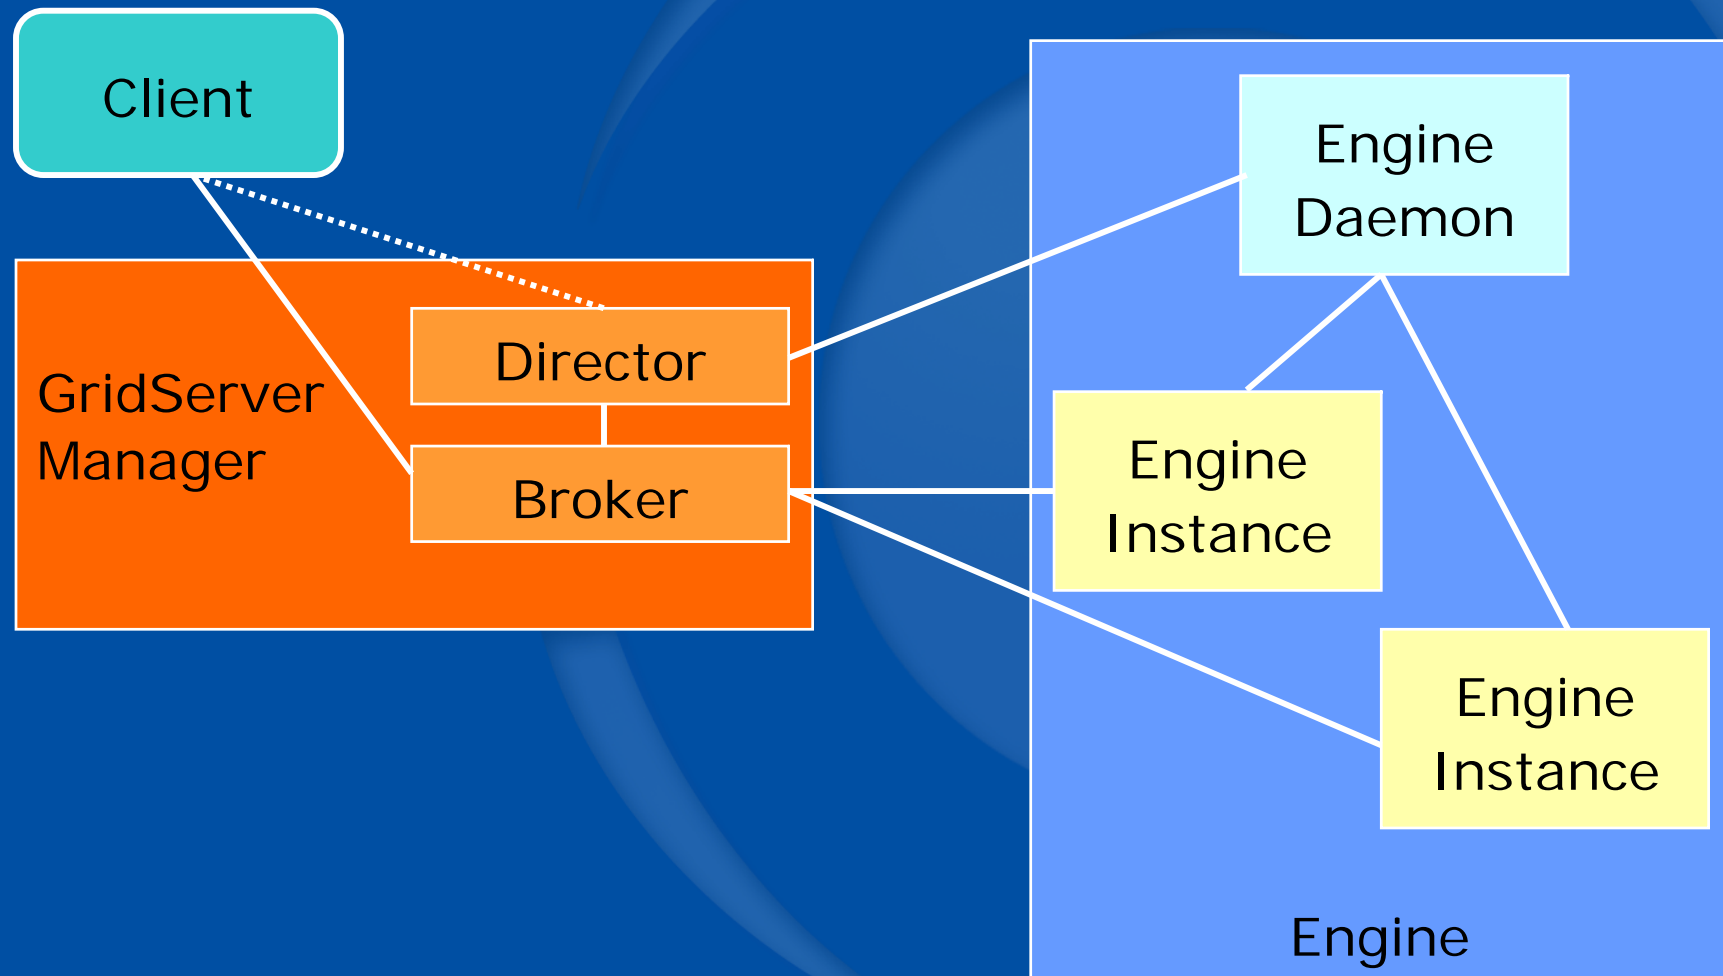 Client
GridServer
Manager
Director
Broker
Engine
Daemon
Engine
Instance
Engine
Instance
Engine